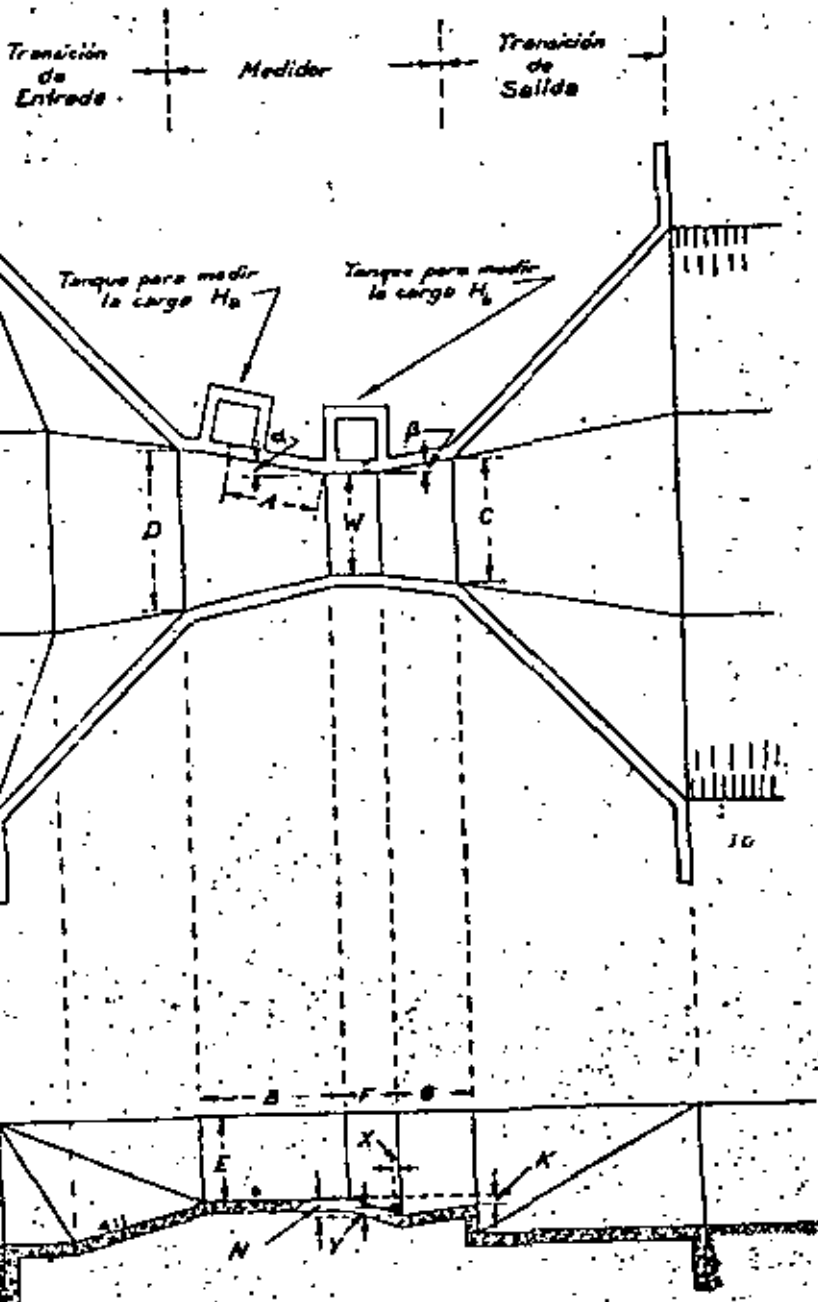 Transición
de
Entrada
Medidor
Transición
de
Salida
Tanque para medir
la carga Ha
Tanque para medir
la carga Hb
α
β
A
D
W
C
B
F
G
E
X
K
N
Y